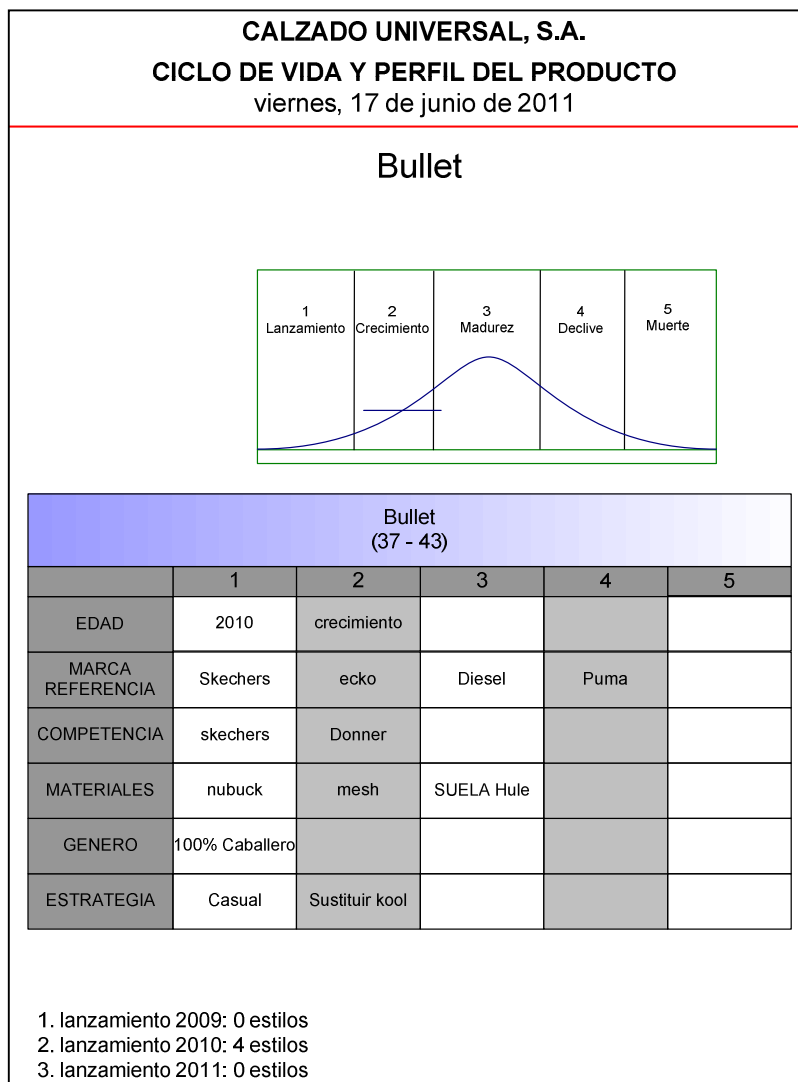 CALZADO UNIVERSAL, S.A.
CICLO DE VIDA Y PERFIL DEL PRODUCTO
viernes, 17 de junio de 2011
Bullet
1 2 3 4 5
Lanzamiento Crecimiento Madurez Declive Muerte
Bullet
(37 - 43)
1 2 3 4 5
EDAD 2010 crecimiento
MARCA REFERENCIA Skechers ecko Diesel Puma
COMPETENCIA skechers Donner
MATERIALES nubuck mesh SUELA Hule
GENERO 100% Caballero
ESTRATEGIA Casual Sustituir kool
1. lanzamiento 2009: 0 estilos
2. lanzamiento 2010: 4 estilos
3. lanzamiento 2011: 0 estilos